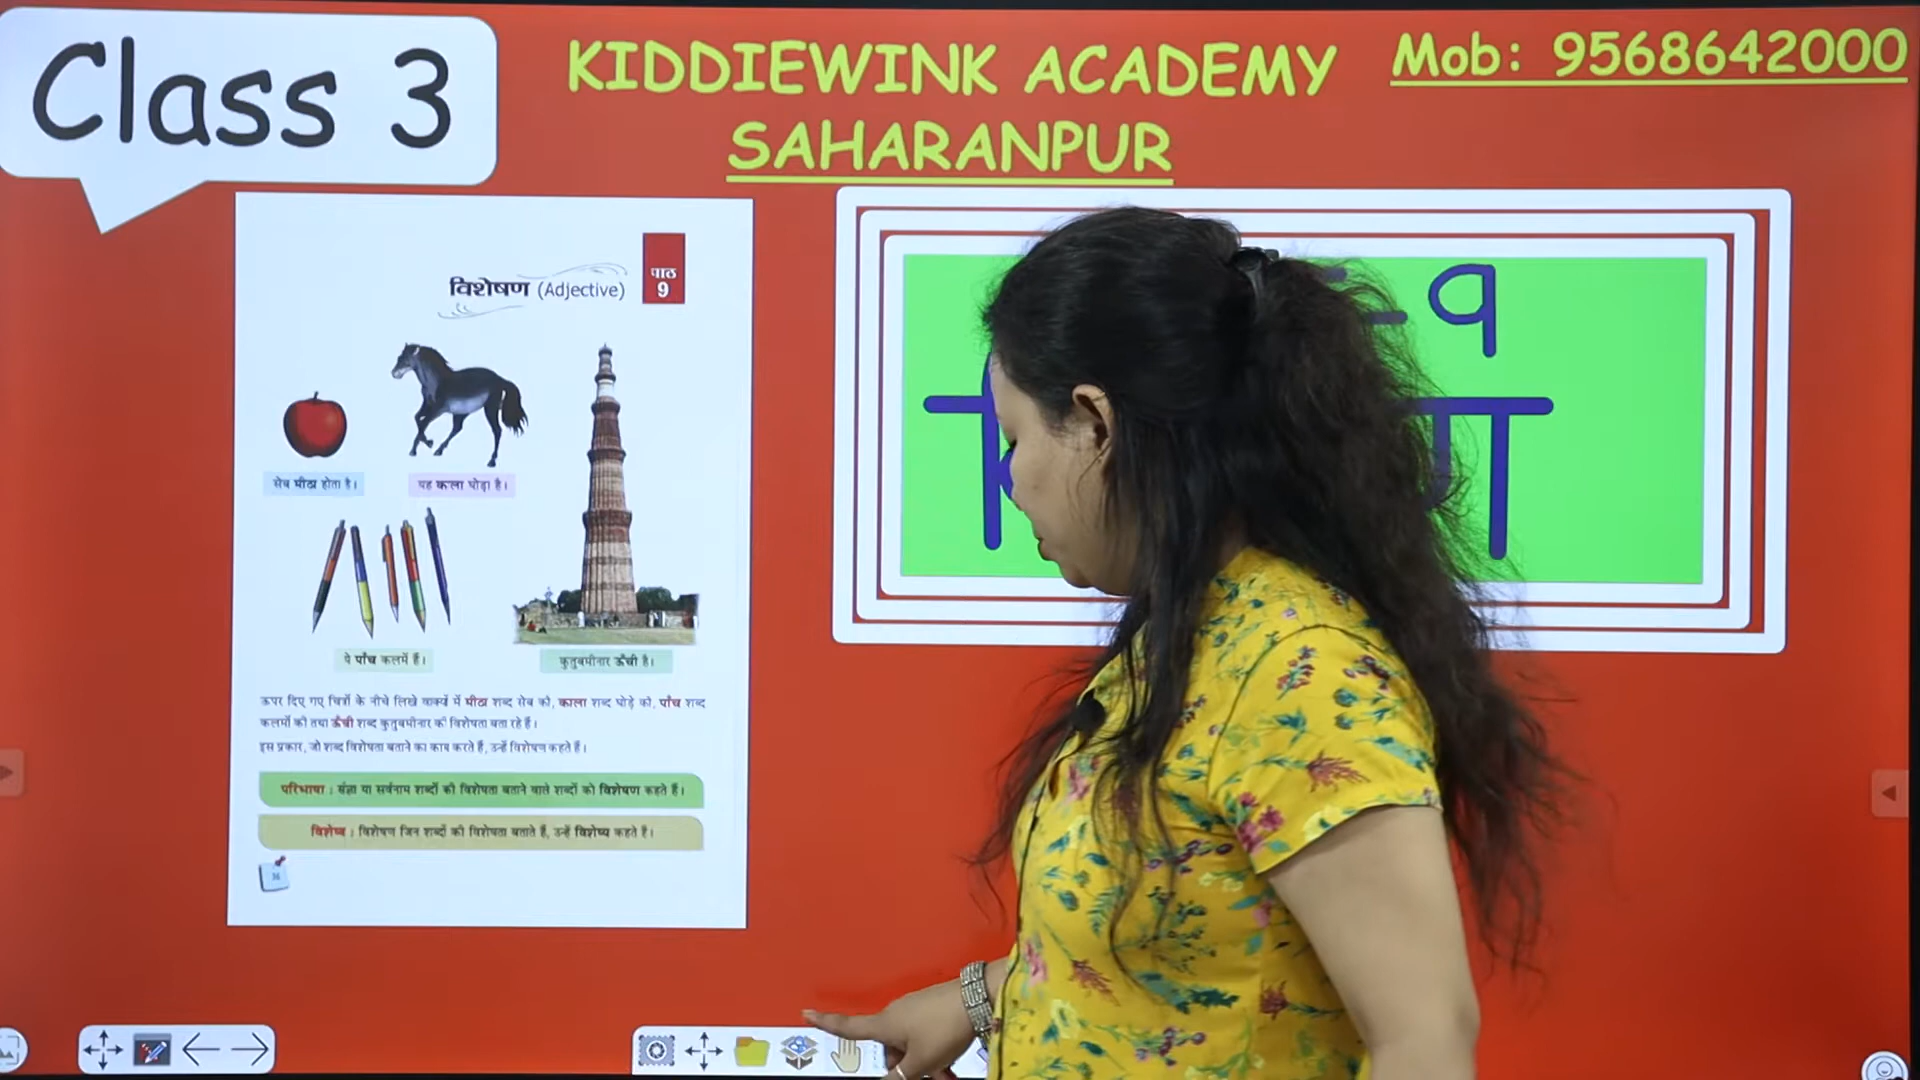 Class 3
KIDDIEWINK ACADEMY
SAHARANPUR
Mob: 9568642000
पाठ
9
विशेषण (Adjective)
सेब मीठा होता है।
यह काला घोड़ा है।
ये पाँच कलमें हैं।
कुतुबमीनार ऊँची है।
ऊपर दिए गए चित्रों के नीचे लिखे वाक्यों में मीठा शब्द सेब की, काला शब्द घोड़े की, पाँच शब्द
कलमों की तथा ऊँची शब्द कुतुबमीनार की विशेषता बता रहे हैं।
इस प्रकार, जो शब्द विशेषता बताने का काम करते हैं, उन्हें विशेषण कहते हैं।
परिभाषा : संज्ञा या सर्वनाम शब्दों की विशेषता बताने वाले शब्दों को विशेषण कहते हैं।
विशेष्य : विशेषण जिन शब्दों की विशेषता बताते हैं, उन्हें विशेष्य कहते हैं।
36
-9